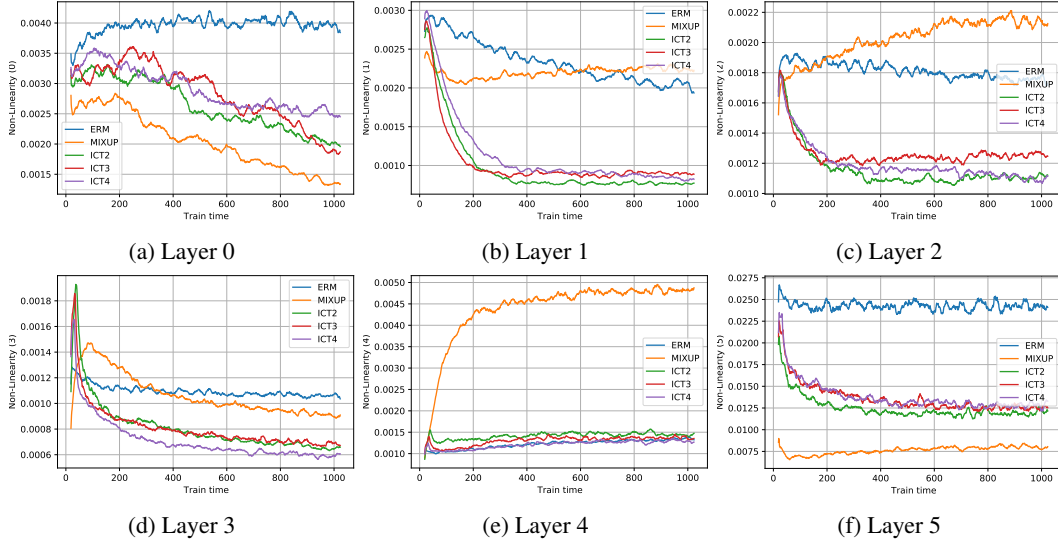 Non-Linearity (0)
0.0040
0.0035
0.0030
0.0025
0.0020
0.0015
ERM
MIXUP
ICT2
ICT3
ICT4
0 200 400 600 800 1000
Train time
(a) Layer 0
Non-Linearity (1)
0.0030
0.0025
0.0020
0.0015
0.0010
ERM
MIXUP
ICT2
ICT3
ICT4
0 200 400 600 800 1000
Train time
(b) Layer 1
Non-Linearity (2)
0.0022
0.0020
0.0018
0.0016
0.0014
0.0012
0.0010
ERM
MIXUP
ICT2
ICT3
ICT4
0 200 400 600 800 1000
Train time
(c) Layer 2
Non-Linearity (3)
0.0018
0.0016
0.0014
0.0012
0.0010
0.0008
0.0006
ERM
MIXUP
ICT2
ICT3
ICT4
0 200 400 600 800 1000
Train time
(d) Layer 3
Non-Linearity (4)
0.0050
0.0045
0.0040
0.0035
0.0030
0.0025
0.0020
0.0015
0.0010
ERM
MIXUP
ICT2
ICT3
ICT4
0 200 400 600 800 1000
Train time
(e) Layer 4
Non-Linearity (5)
0.0275
0.0250
0.0225
0.0200
0.0175
0.0150
0.0125
0.0100
0.0075
ERM
MIXUP
ICT2
ICT3
ICT4
0 200 400 600 800 1000
Train time
(f) Layer 5